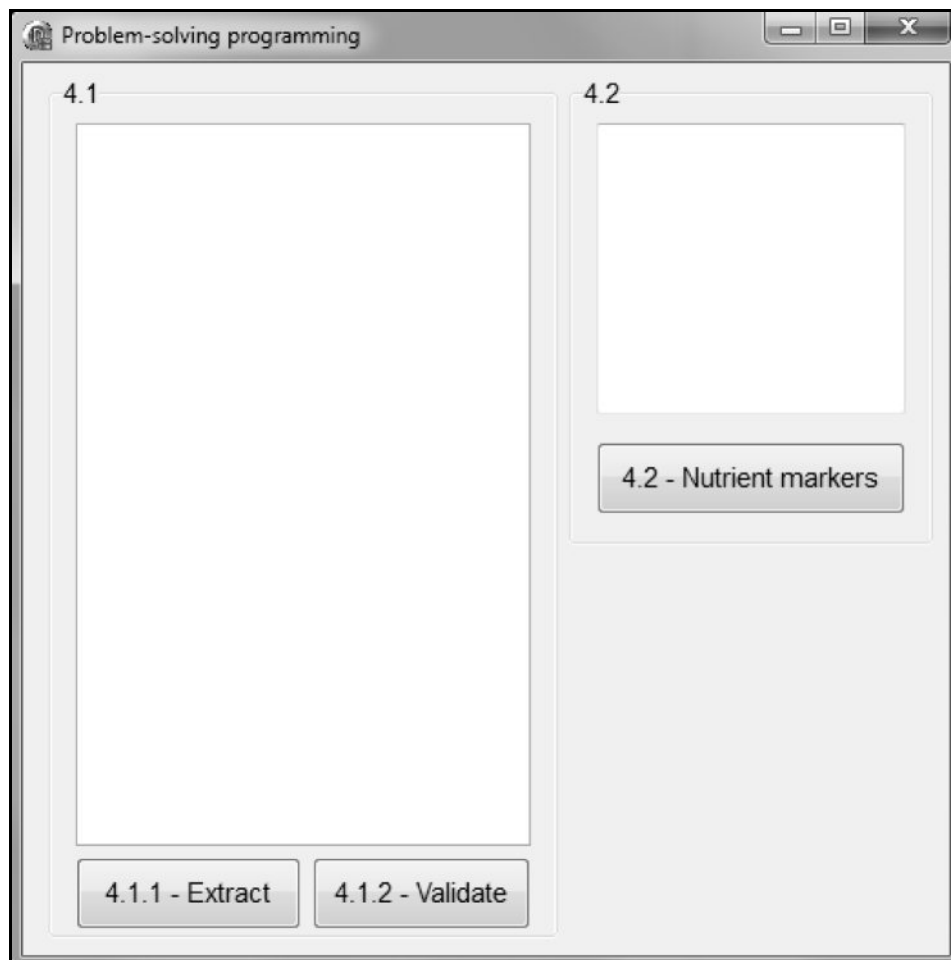 Problem-solving programming
4.1
4.2
4.2 - Nutrient markers
4.1.1 - Extract
4.1.2 - Validate